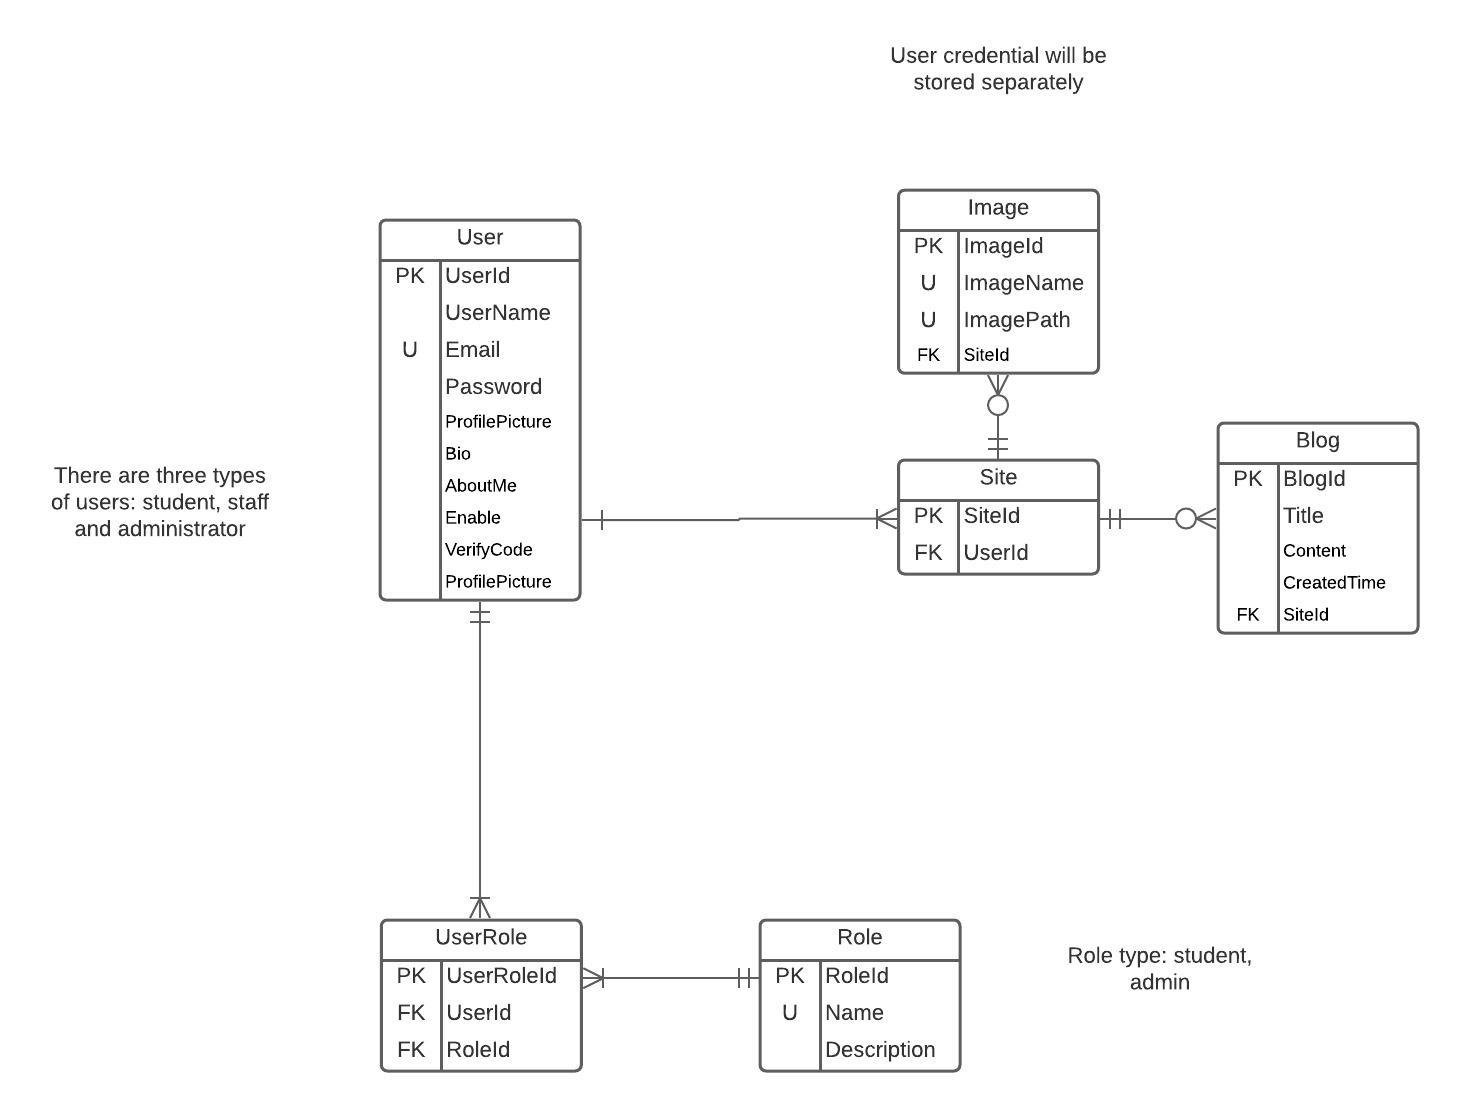 User credential will be
stored separately
Image
PK ImageId
U ImageName
U ImagePath
FK SiteId
User
PK UserId
UserName
U Email
Password
ProfilePicture
Bio
AboutMe
Enable
VerifyCode
ProfilePicture
There are three types
of users: student, staff
and administrator
Site
PK SiteId
FK UserId
Blog
PK BlogId
Title
Content
CreatedTime
FK SiteId
UserRole
PK UserRoleId
FK UserId
FK RoleId
Role
PK RoleId
U Name
Description
Role type: student,
admin